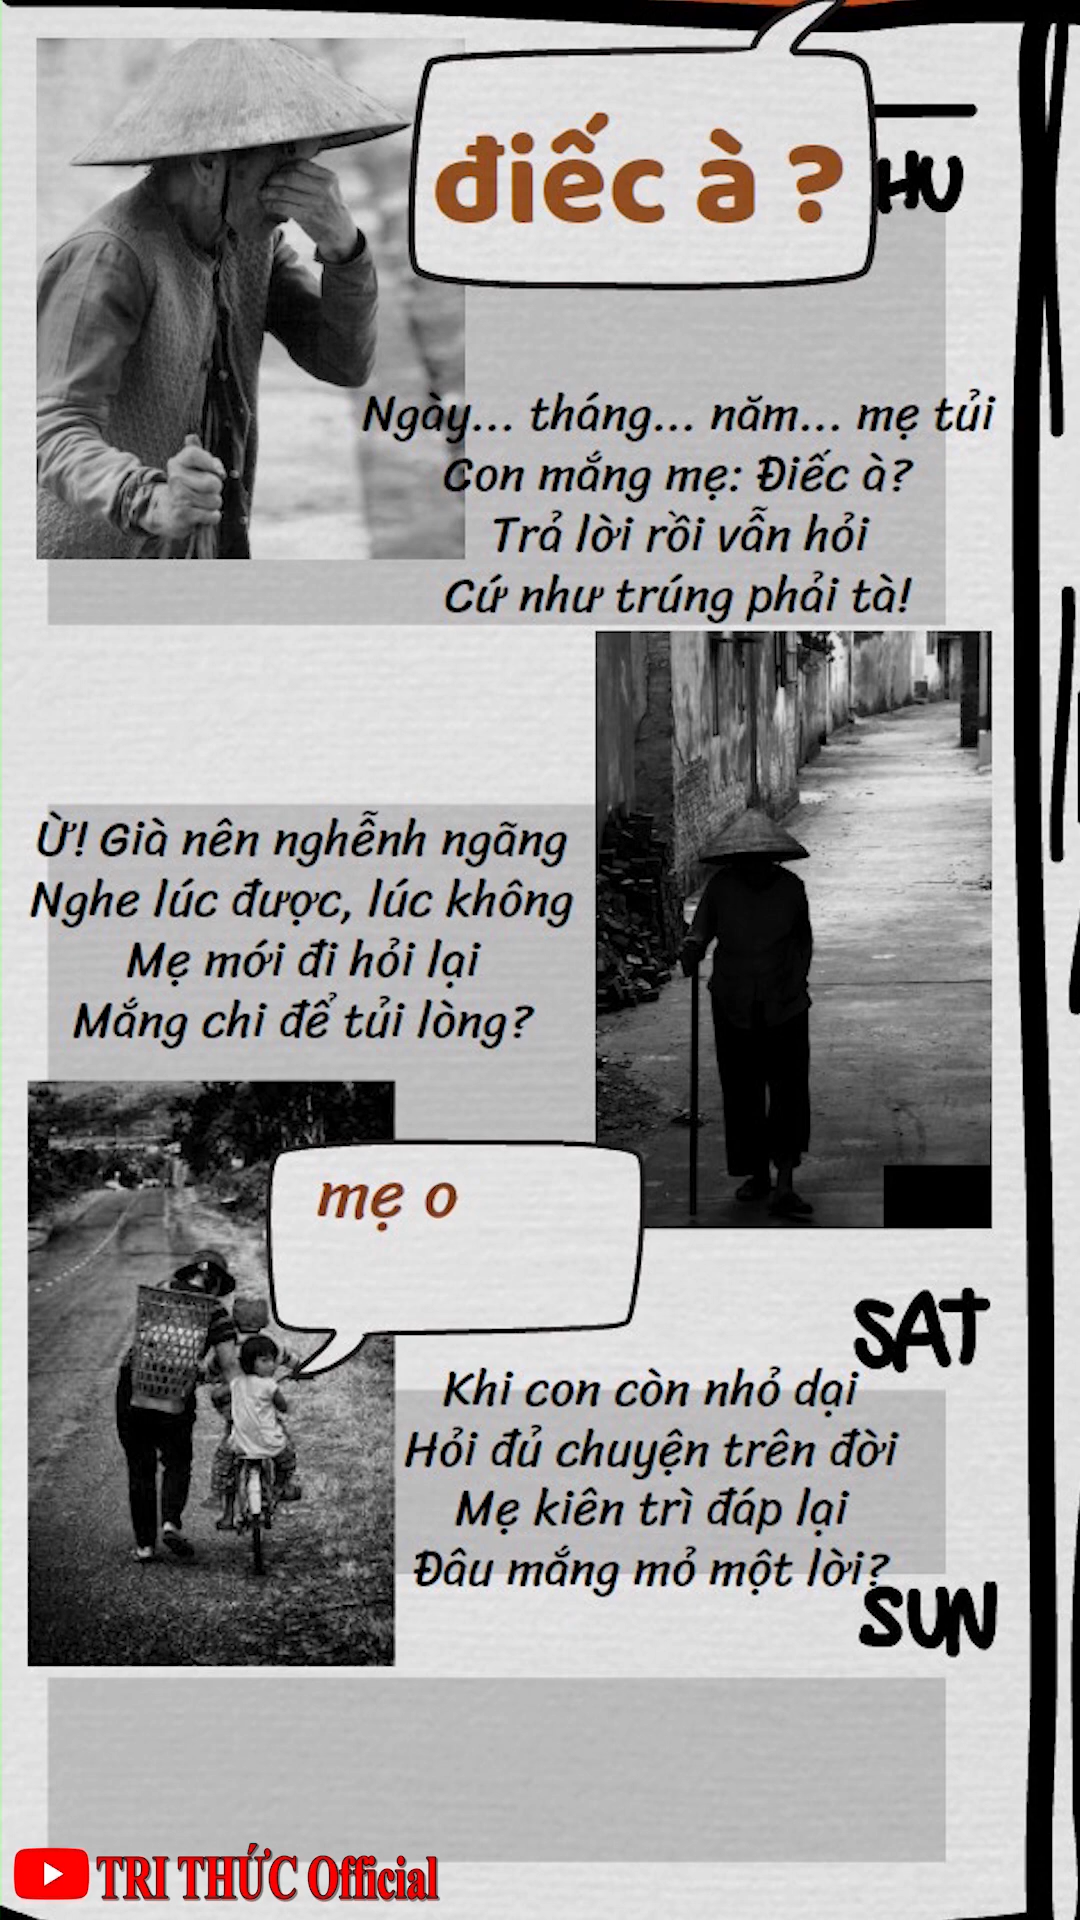 điếc à ?
HU
Ngày... tháng... năm... mẹ tủi
Con mắng mẹ: Điếc à?
Trả lời rồi vẫn hỏi
Cứ như trúng phải tà!
Ừ! Già nên nghễnh ngãng
Nghe lúc được, lúc không
Mẹ mới đi hỏi lại
Mắng chi để tủi lòng?
mẹ o
SAT
Khi con còn nhỏ dại
Hỏi đủ chuyện trên đời
Mẹ kiên trì đáp lại
Đâu mắng mỏ một lời?
SUN
TRI THỨC Official